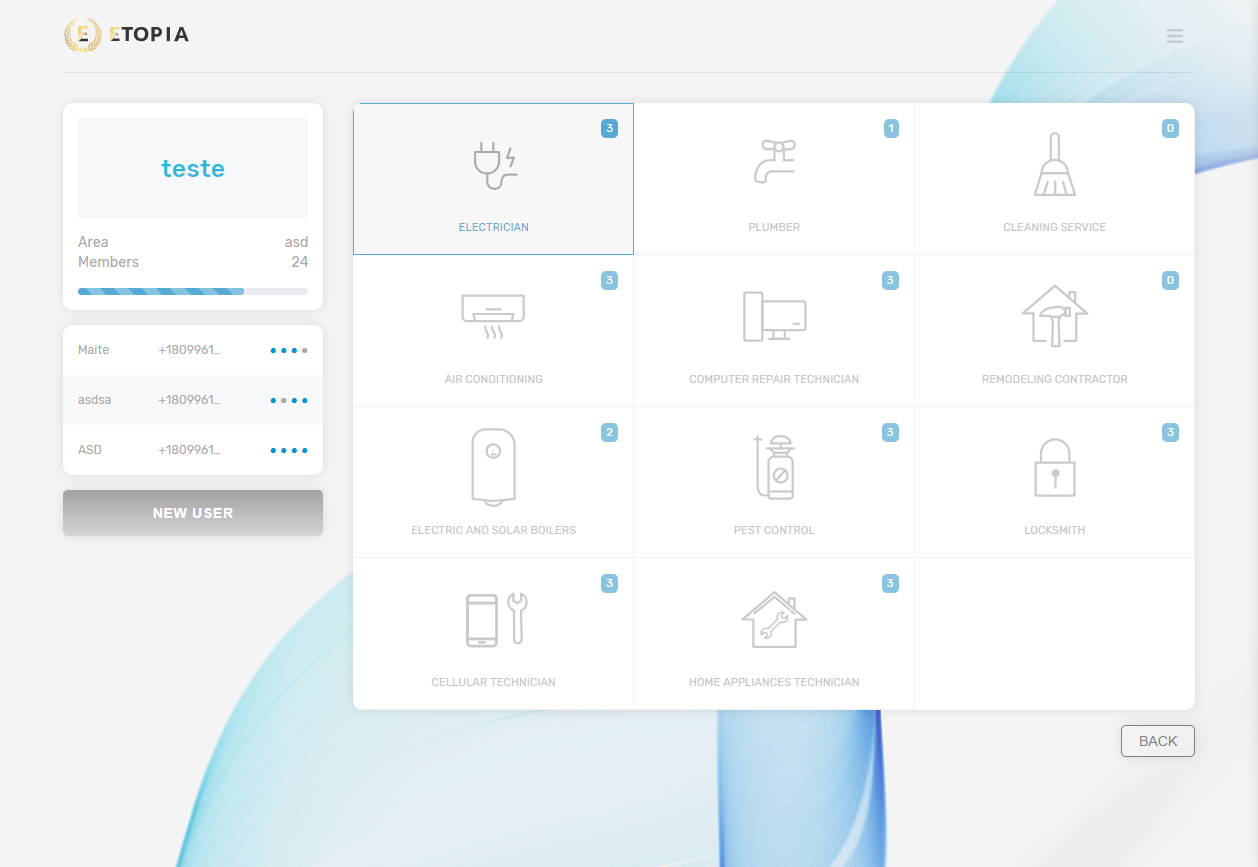 E ETOPIA
teste
Area asd
Members 24
Maite +1809961...
asdsa +1809961...
ASD +1809961...
NEW USER
3
ELECTRICIAN
1
PLUMBER
0
CLEANING SERVICE
3
AIR CONDITIONING
3
COMPUTER REPAIR TECHNICIAN
0
REMODELING CONTRACTOR
2
ELECTRIC AND SOLAR BOILERS
3
PEST CONTROL
3
LOCKSMITH
3
CELLULAR TECHNICIAN
3
HOME APPLIANCES TECHNICIAN
BACK